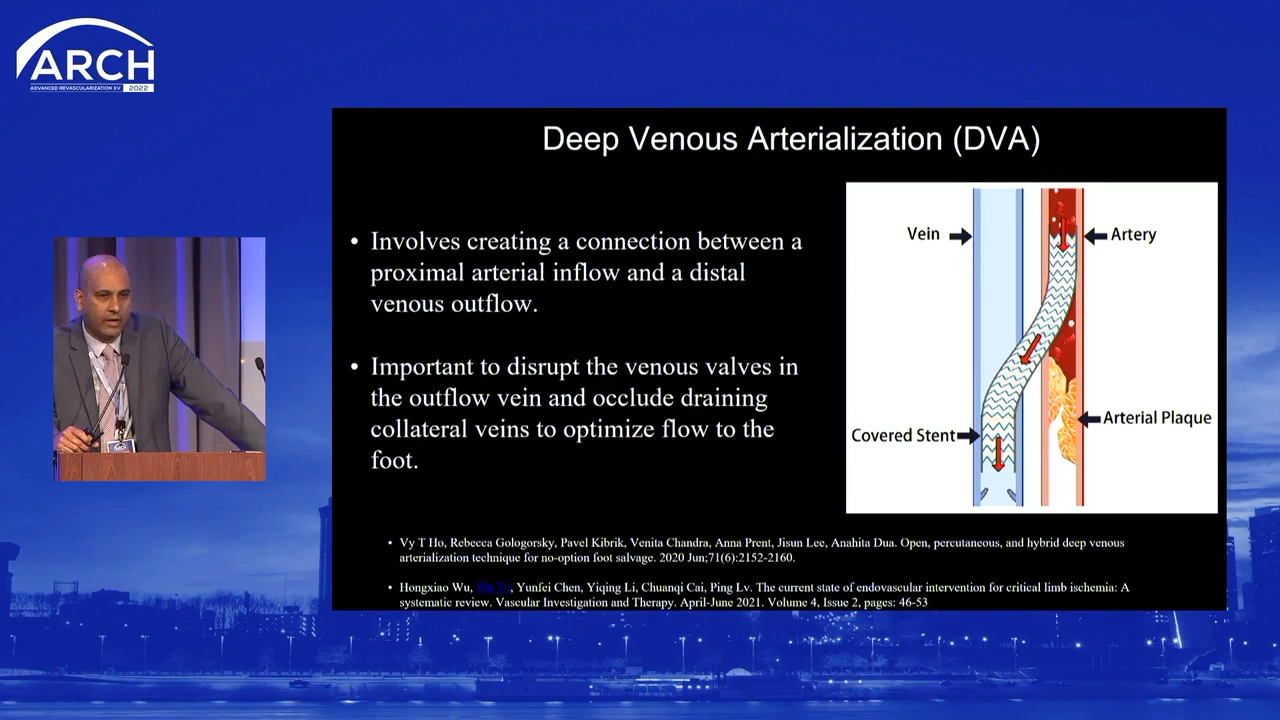 ARCH
ADVANCED REVASCULARIZATION XV 2022
Deep Venous Arterialization (DVA)
• Involves creating a connection between a
proximal arterial inflow and a distal
venous outflow.
• Important to disrupt the venous valves in
the outflow vein and occlude draining
collateral veins to optimize flow to the
foot.
Vein
Artery
Arterial Plaque
Covered Stent
• Vy T Ho, Rebecca Gologorsky, Pavel Kibrik, Venita Chandra, Anna Prent, Jisun Lee, Anahita Dua. Open, percutaneous, and hybrid deep venous
arterialization technique for no-option foot salvage. 2020 Jun;71(6):2152-2160.
• Hongxiao Wu, , Yunfei Chen, Yiqing Li, Chuanqi Cai, Ping Lv. The current state of endovascular intervention for critical limb ischemia: A
systematic review. Vascular Investigation and Therapy. April-June 2021. Volume 4, Issue 2, pages: 46-53
ARCH